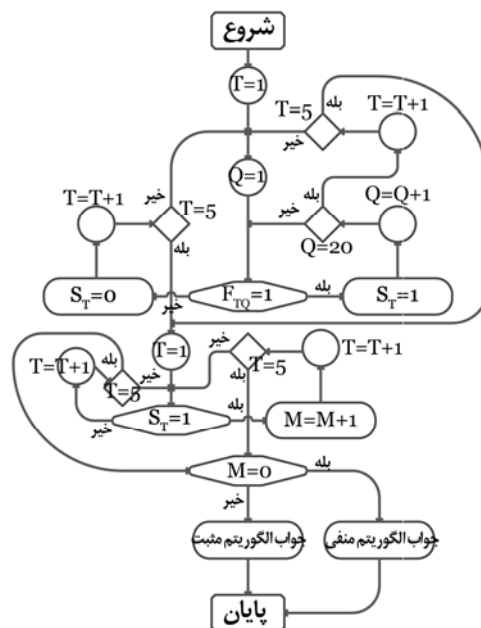 شروع
T=1
بله
T=5
T=T+1
خیر
Q=1
خیر
T=T+1
T=5
بله
بله
خیر
Q=Q+1
Q=20
S_T=0
خیر
F_TQ=1
بله
S_T=1
T=1
خیر
T=5
بله
T=T+1
بله
T=T+1
T=5
خیر
S_T=1
خیر
بله
M=M+1
M=0
بله
خیر
جواب الگوریتم مثبت
جواب الگوریتم منفی
پایان